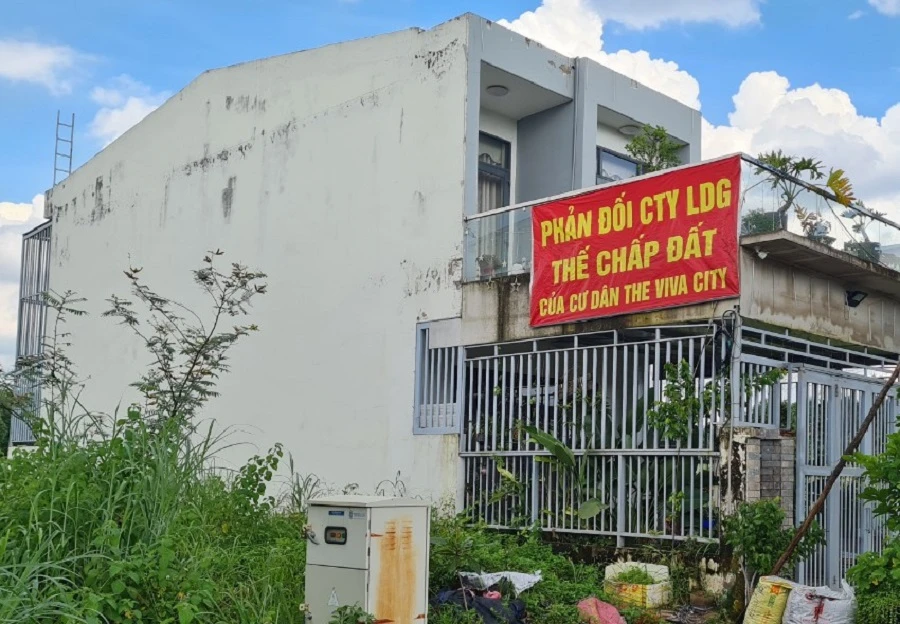 PHẢN ĐỐI CTY LDG
THẾ CHẤP ĐẤT
CỦA CƯ DÂN THE VIVA CITY